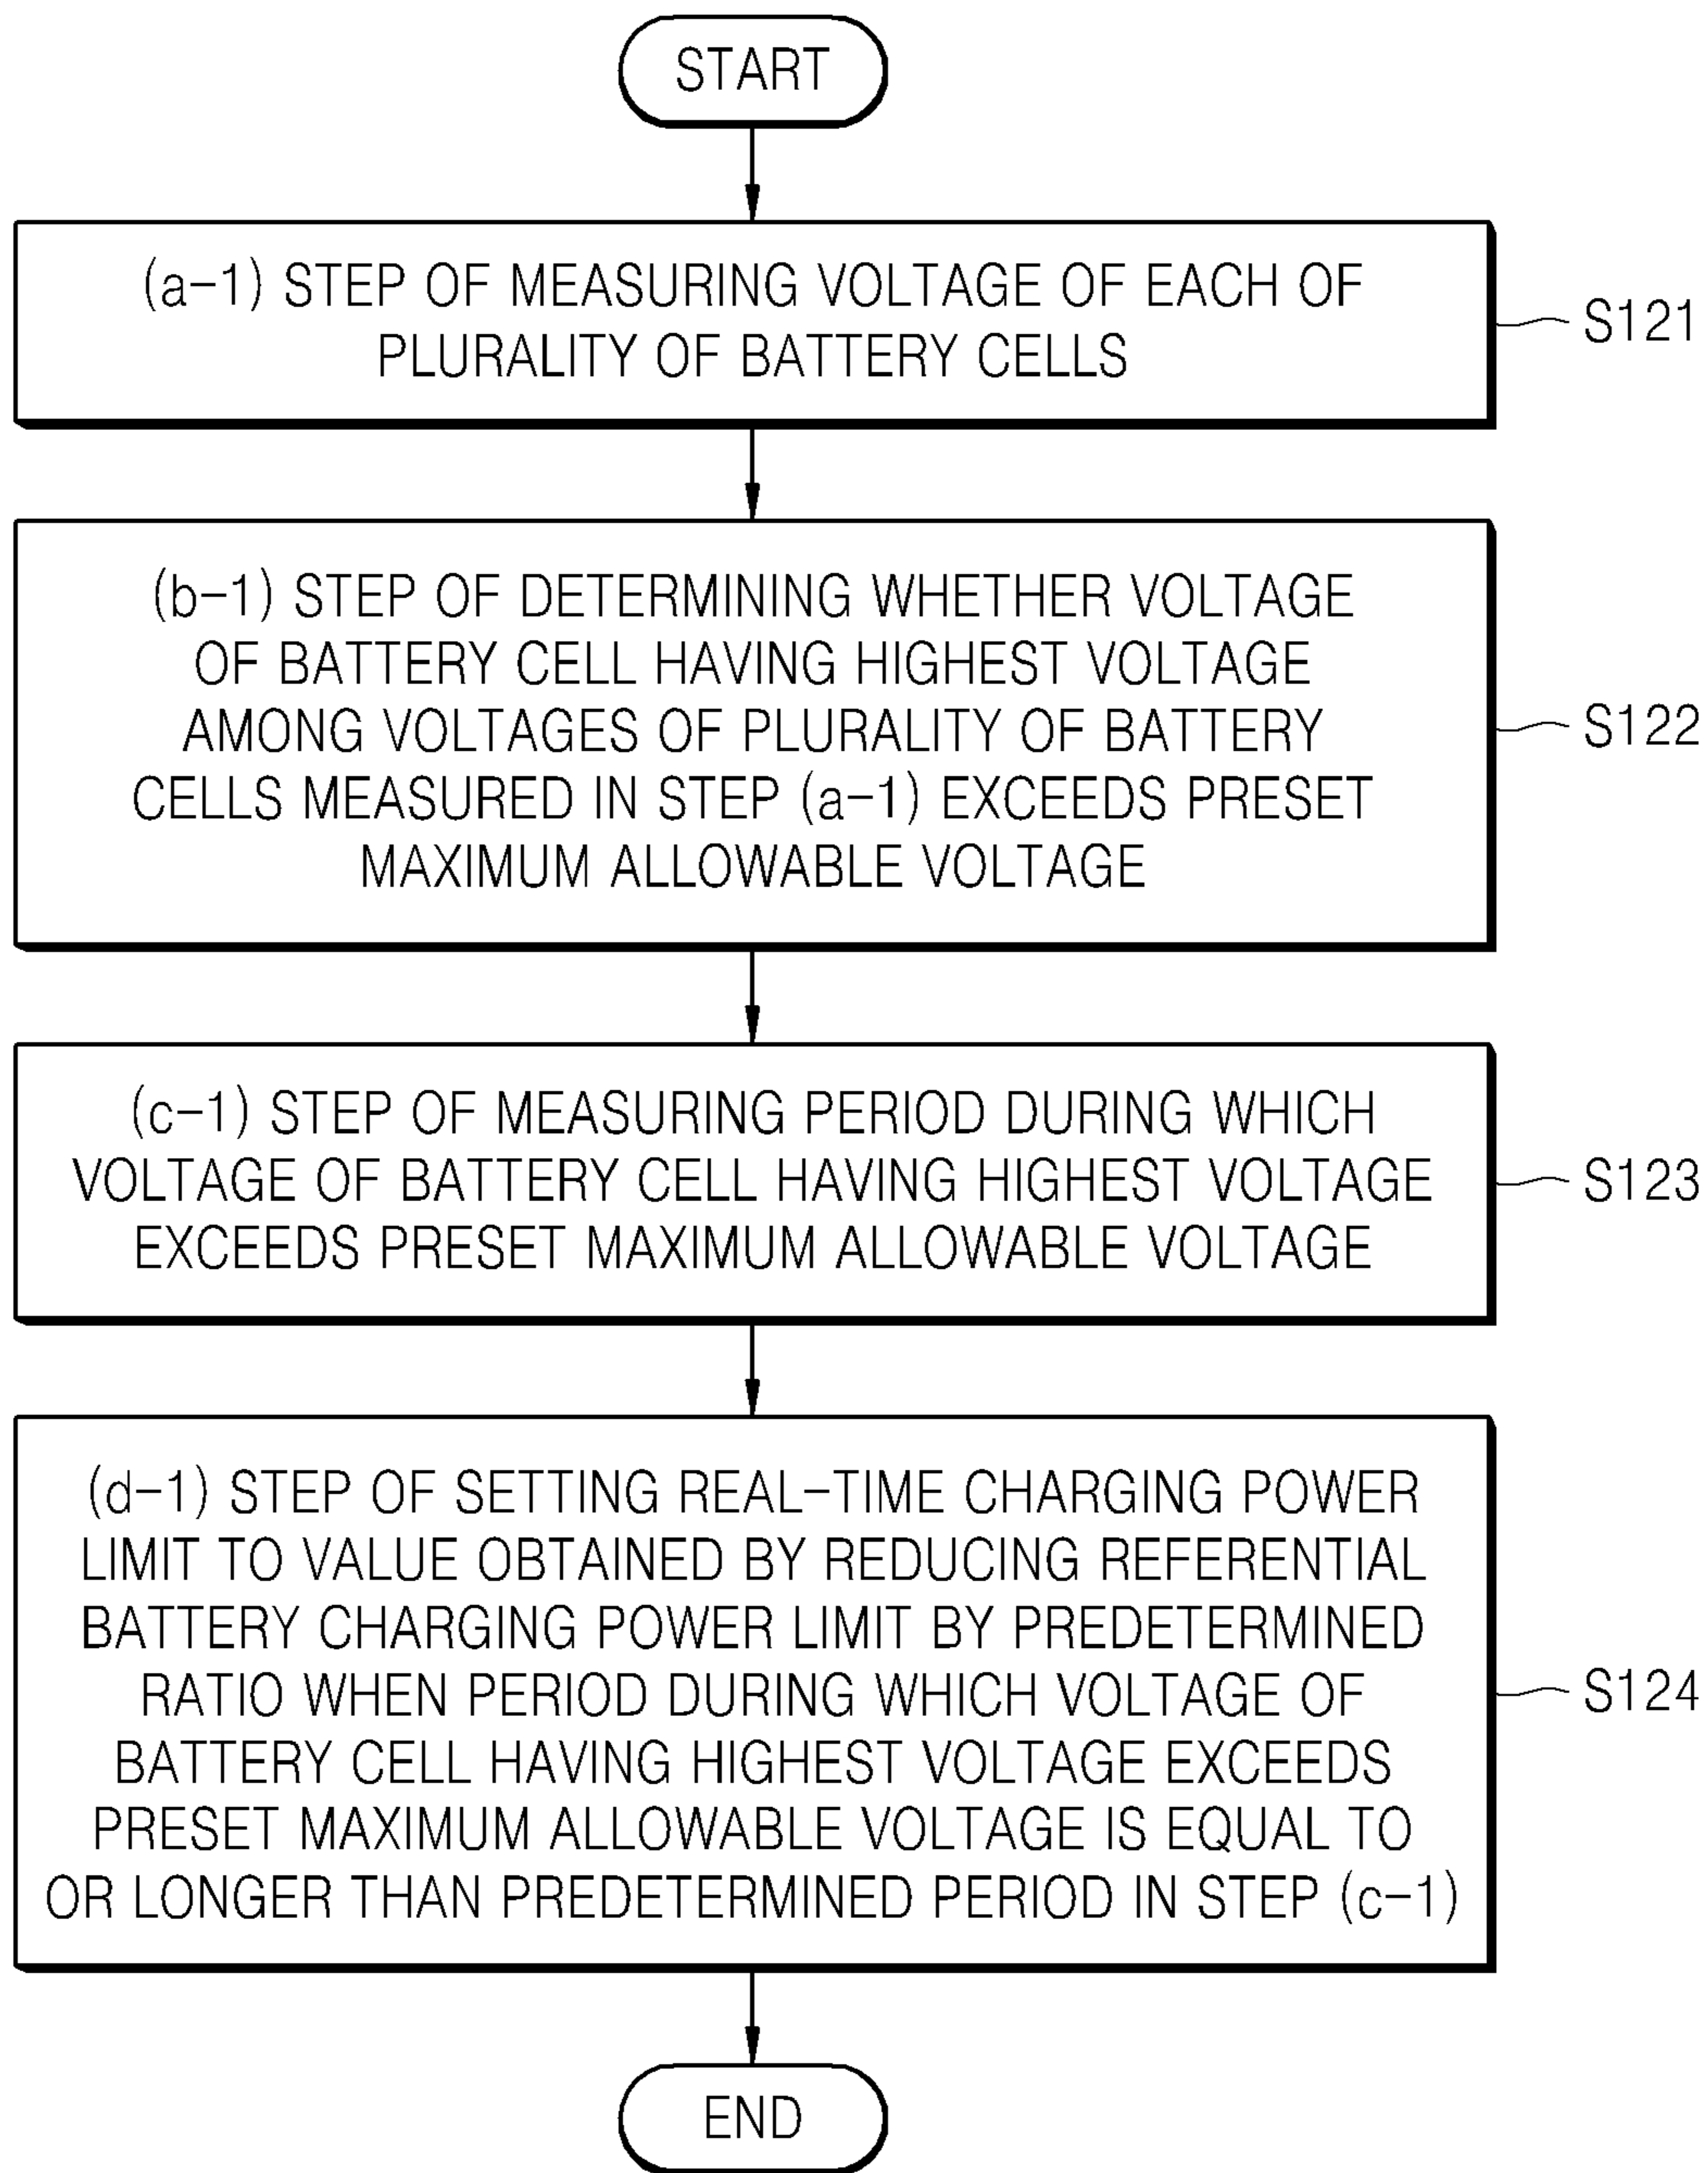 START
(a-1) STEP OF MEASURING VOLTAGE OF EACH OF
PLURALITY OF BATTERY CELLS
S121
(b-1) STEP OF DETERMINING WHETHER VOLTAGE
OF BATTERY CELL HAVING HIGHEST VOLTAGE
AMONG VOLTAGES OF PLURALITY OF BATTERY
CELLS MEASURED IN STEP (a-1) EXCEEDS PRESET
MAXIMUM ALLOWABLE VOLTAGE
S122
(c-1) STEP OF MEASURING PERIOD DURING WHICH
VOLTAGE OF BATTERY CELL HAVING HIGHEST VOLTAGE
EXCEEDS PRESET MAXIMUM ALLOWABLE VOLTAGE
S123
(d-1) STEP OF SETTING REAL-TIME CHARGING POWER
LIMIT TO VALUE OBTAINED BY REDUCING REFERENTIAL
BATTERY CHARGING POWER LIMIT BY PREDETERMINED
RATIO WHEN PERIOD DURING WHICH VOLTAGE OF
BATTERY CELL HAVING HIGHEST VOLTAGE EXCEEDS
PRESET MAXIMUM ALLOWABLE VOLTAGE IS EQUAL TO
OR LONGER THAN PREDETERMINED PERIOD IN STEP (c-1)
S124
END